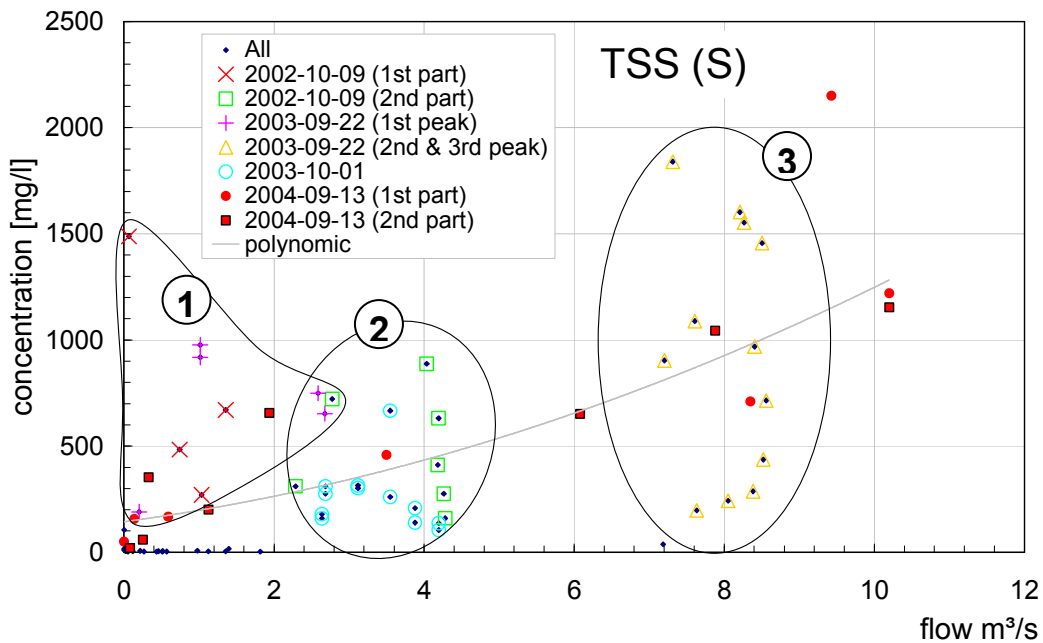 TSS (S)
All
2002-10-09 (1st part)
2002-10-09 (2nd part)
2003-09-22 (1st peak)
2003-09-22 (2nd & 3rd peak)
2003-10-01
2004-09-13 (1st part)
2004-09-13 (2nd part)
polynomic
concentration [mg/l]
2500
2000
1500
1000
500
0
1
2
3
0 2 4 6 8 10 12
flow m³/s